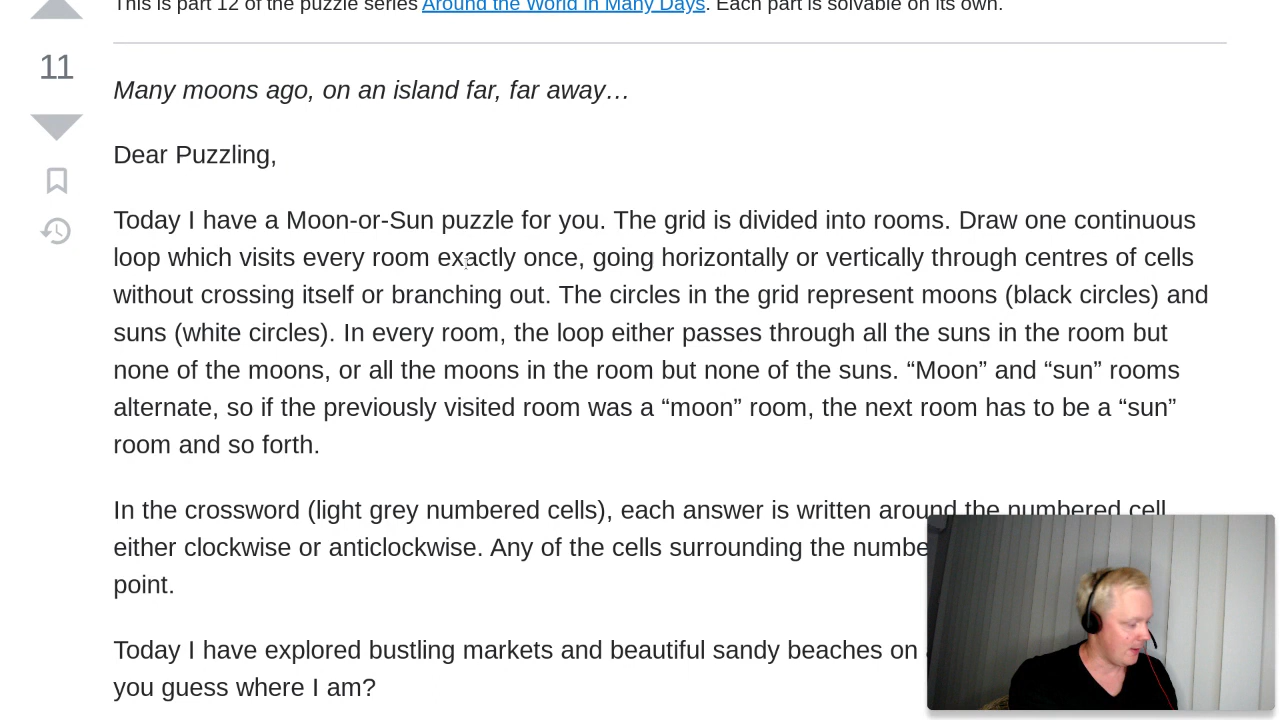 This is part 12 of the puzzle series Around the World in Many Days. Each part is solvable on its own.
11
Many moons ago, on an island far, far away…
Dear Puzzling,
Today I have a Moon-or-Sun puzzle for you. The grid is divided into rooms. Draw one continuous
loop which visits every room exactly once, going horizontally or vertically through centres of cells
without crossing itself or branching out. The circles in the grid represent moons (black circles) and
suns (white circles). In every room, the loop either passes through all the suns in the room but
none of the moons, or all the moons in the room but none of the suns. “Moon” and “sun” rooms
alternate, so if the previously visited room was a “moon” room, the next room has to be a “sun”
room and so forth.
In the crossword (light grey numbered cells), each answer is written around the numbered cell
either clockwise or anticlockwise. Any of the cells surrounding the
point.
Today I have explored bustling markets and beautiful sandy beaches on
you guess where I am?